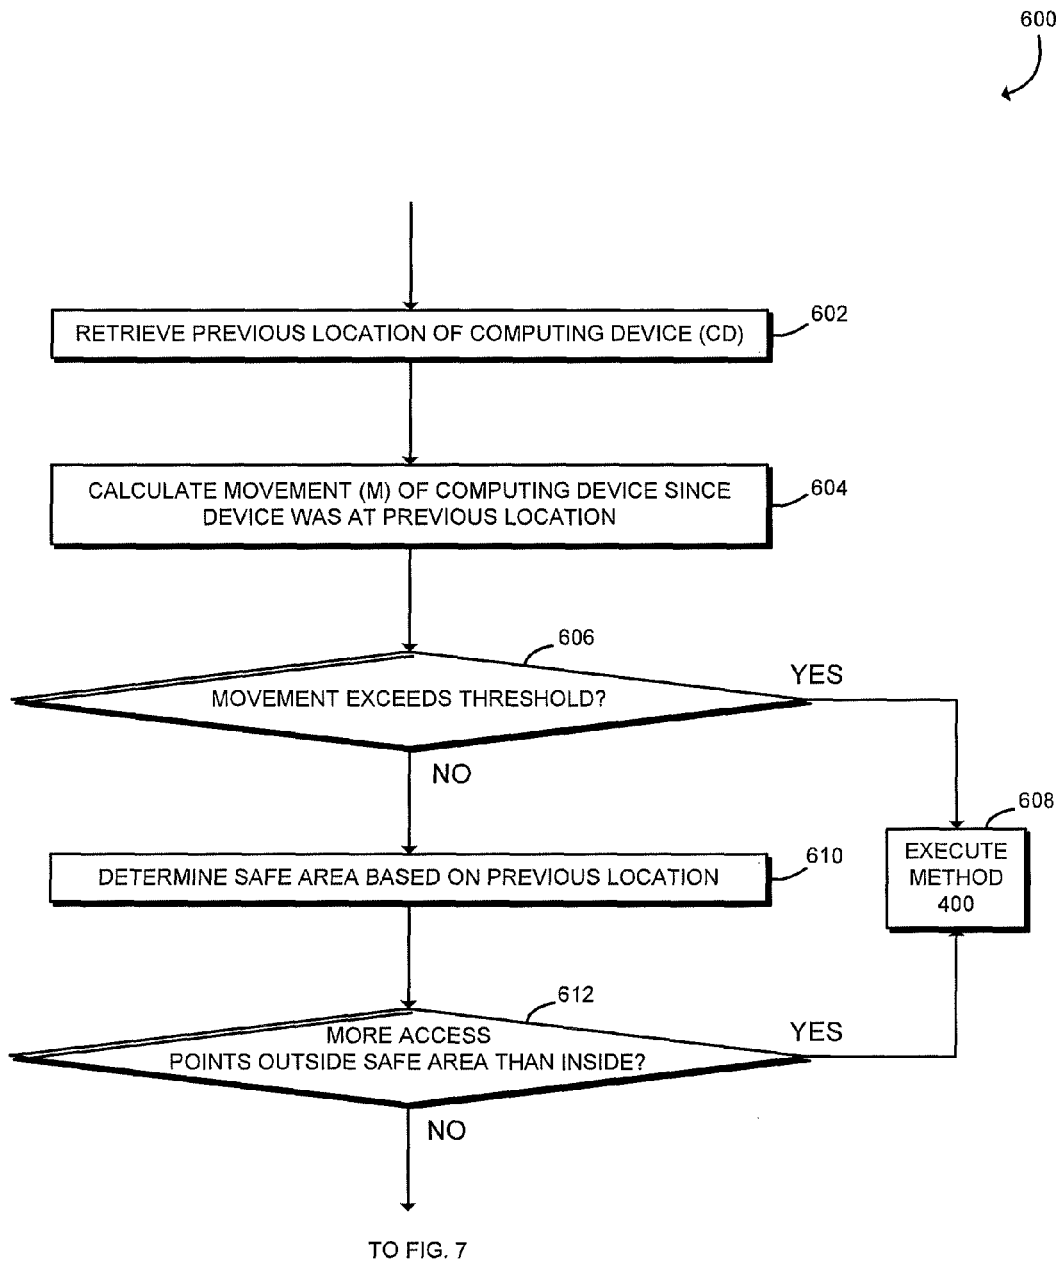 600
RETRIEVE PREVIOUS LOCATION OF COMPUTING DEVICE (CD)
602
CALCULATE MOVEMENT (M) OF COMPUTING DEVICE SINCE
DEVICE WAS AT PREVIOUS LOCATION
604
606
MOVEMENT EXCEEDS THRESHOLD?
YES
NO
608
EXECUTE
METHOD
400
DETERMINE SAFE AREA BASED ON PREVIOUS LOCATION
610
612
MORE ACCESS
POINTS OUTSIDE SAFE AREA THAN INSIDE?
YES
NO
TO FIG. 7